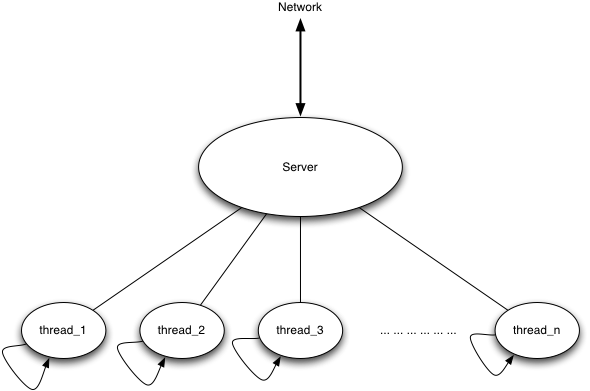 Network
Server
thread_1
thread_2
thread_3
... ... ... ... ... ...
thread_n